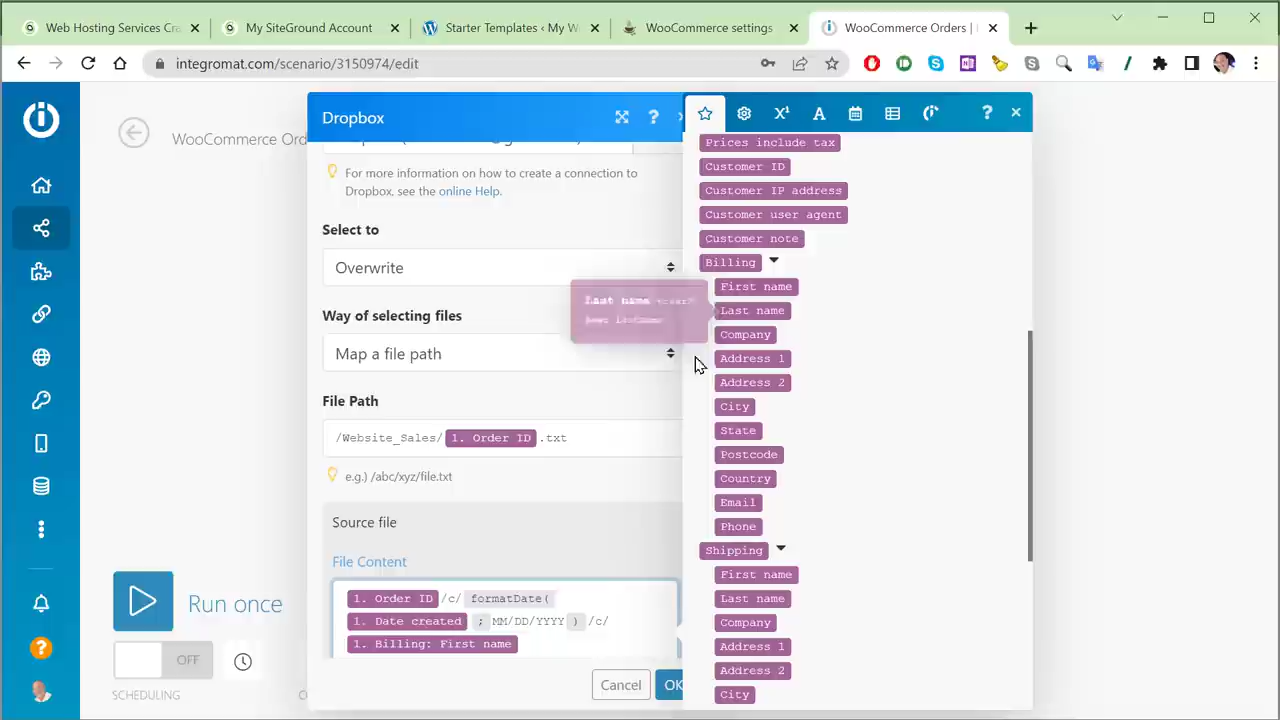 Web Hosting Services Cr
My SiteGround Account
Starter Templates ‹ My W
WooCommerce settings
WooCommerce Orders |
integromat.com/scenario/3150974/edit
WooCommerce Ord
Dropbox
For more information on how to create a connection to
Dropbox, see the online Help.
Select to
Overwrite
Way of selecting files
Map a file path
File Path
/Website_Sales/ 1. Order ID .txt
e.g.) /abc/xyz/file.txt
Source file
File Content
1. Order ID /c/ formatDate(
1. Date created ; MM/DD/YYYY ) /c/
1. Billing: First name
Cancel
OK
Run once
OFF
SCHEDULING
Prices include tax
Customer ID
Customer IP address
Customer user agent
Customer note
Billing
First name
Last name
Last name
Company
Address 1
Address 2
City
State
Postcode
Country
Email
Phone
Shipping
First name
Last name
Company
Address 1
Address 2
City